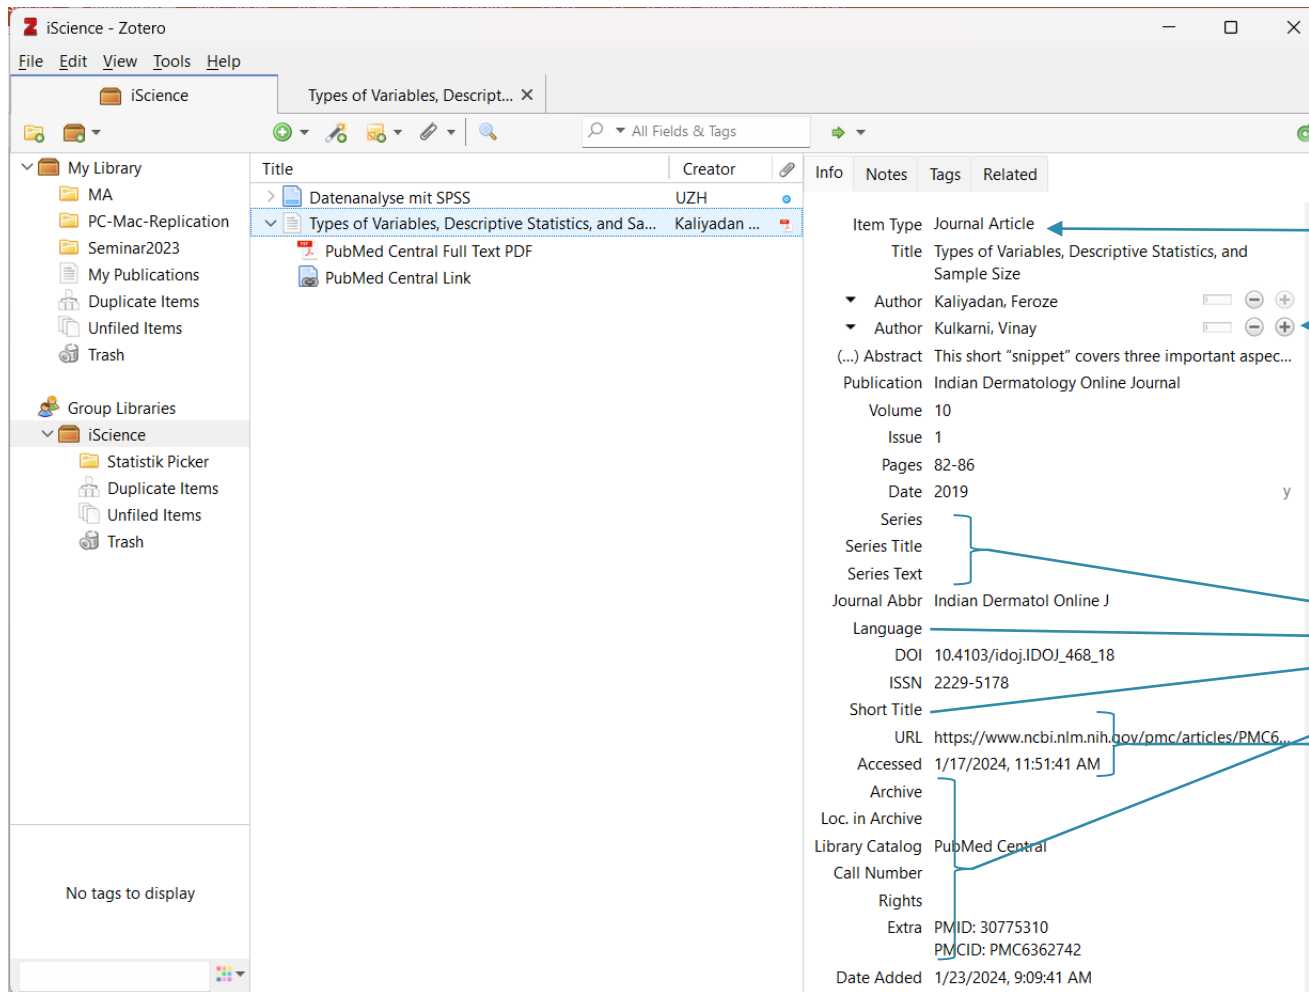 iScience - Zotero
File Edit View Tools Help
iScience
Types of Variables, Descript...
All Fields & Tags
My Library
MA
PC-Mac-Replication
Seminar2023
My Publications
Duplicate Items
Unfiled Items
Trash
Group Libraries
iScience
Statistik Picker
Duplicate Items
Unfiled Items
Trash
No tags to display
Title Creator
Datenanalyse mit SPSS UZH
Types of Variables, Descriptive Statistics, and Sa... Kaliyadan ...
PubMed Central Full Text PDF
PubMed Central Link
Info Notes Tags Related
Item Type Journal Article
Title Types of Variables, Descriptive Statistics, and
Sample Size
Author Kaliyadan, Feroze
Author Kulkarni, Vinay
(...) Abstract This short “snippet” covers three important aspec...
Publication Indian Dermatology Online Journal
Volume 10
Issue 1
Pages 82-86
Date 2019 y
Series
Series Title
Series Text
Journal Abbr Indian Dermatol Online J
Language
DOI 10.4103/idoj.IDOJ_468_18
ISSN 2229-5178
Short Title
URL https://www.ncbi.nlm.nih.gov/pmc/articles/PMC6...
Accessed 1/17/2024, 11:51:41 AM
Archive
Loc. in Archive
Library Catalog PubMed Central
Call Number
Rights
Extra PMID: 30775310
PMCID: PMC6362742
Date Added 1/23/2024, 9:09:41 AM